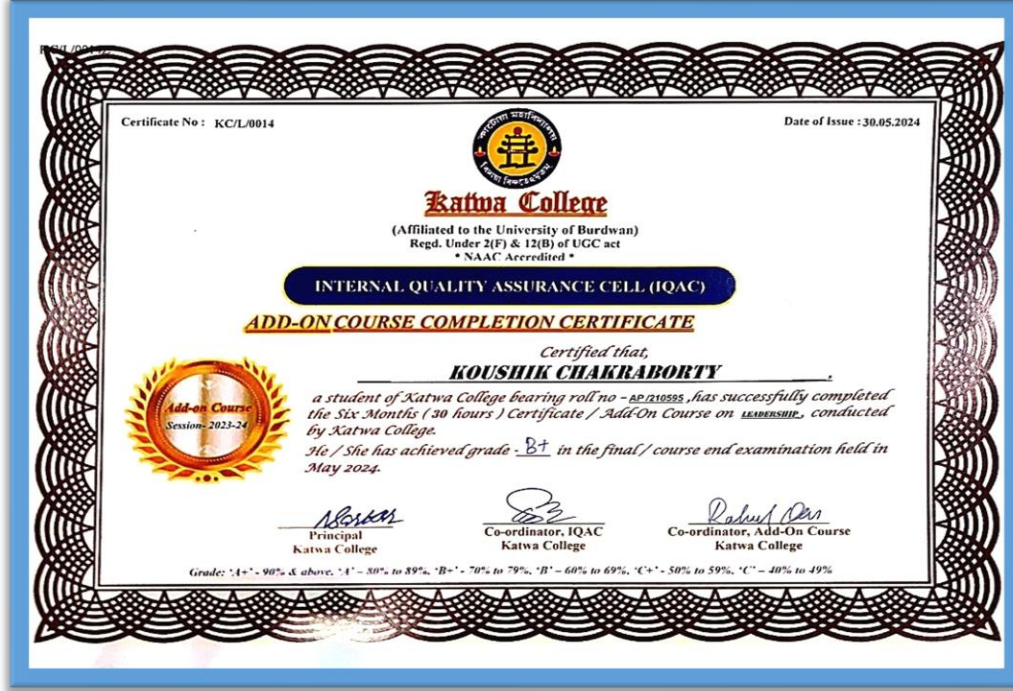 Certificate No : KC/L/0014
Date of Issue : 30.05.2024
কাটোয়া মহাবিদ্যালয়
Katwa College
(Affiliated to the University of Burdwan)
Regd. Under 2(F) & 12(B) of UGC act
* NAAC Accredited *
INTERNAL QUALITY ASSURANCE CELL (IQAC)
ADD-ON COURSE COMPLETION CERTIFICATE
Certified that,
KOUSHIK CHAKRABORTY
a student of Katwa College bearing roll no - AP /210595 ,has successfully completed
the Six Months ( 30 hours ) Certificate / Add-On Course on LEADERSHIP, conducted
by Katwa College.
He / She has achieved grade - B+ in the final / course end examination held in
May 2024.
Add-on Course
Session- 2023-24
Principal
Katwa College
Co-ordinator, IQAC
Katwa College
Rahul
Co-ordinator, Add-On Course
Katwa College
Grade: 'A+' - 90% & above, 'A' – 80% to 89%, 'B+' - 70% to 79%, 'B' – 60% to 69%, 'C+' - 50% to 59%, 'C' – 40% to 49%